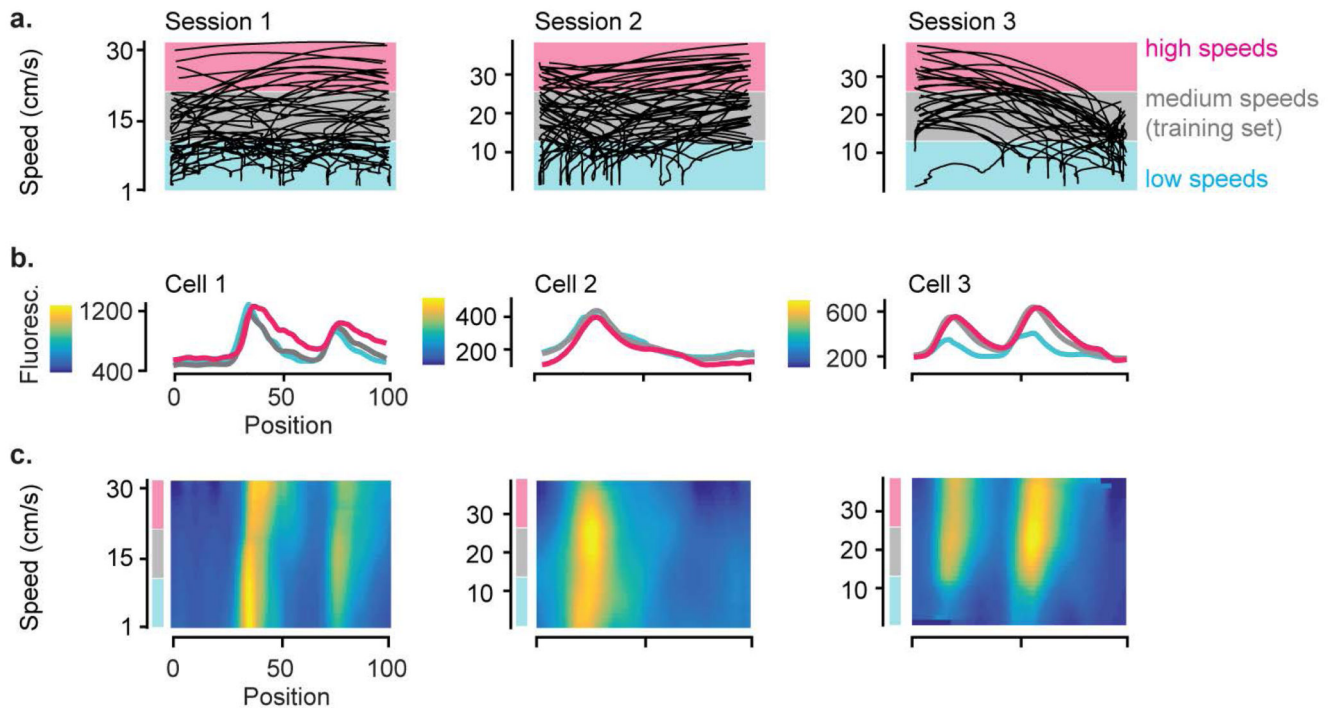 a.
Session 1
Session 2
Session 3
Speed (cm/s)
30
15
1
30
20
10
30
20
10
high speeds
medium speeds
(training set)
low speeds
b.
Cell 1
Cell 2
Cell 3
Fluoresc.
1200
400
400
200
600
200
0
50
100
Position
c.
Speed (cm/s)
30
15
1
30
20
10
30
20
10
0
50
100
Position